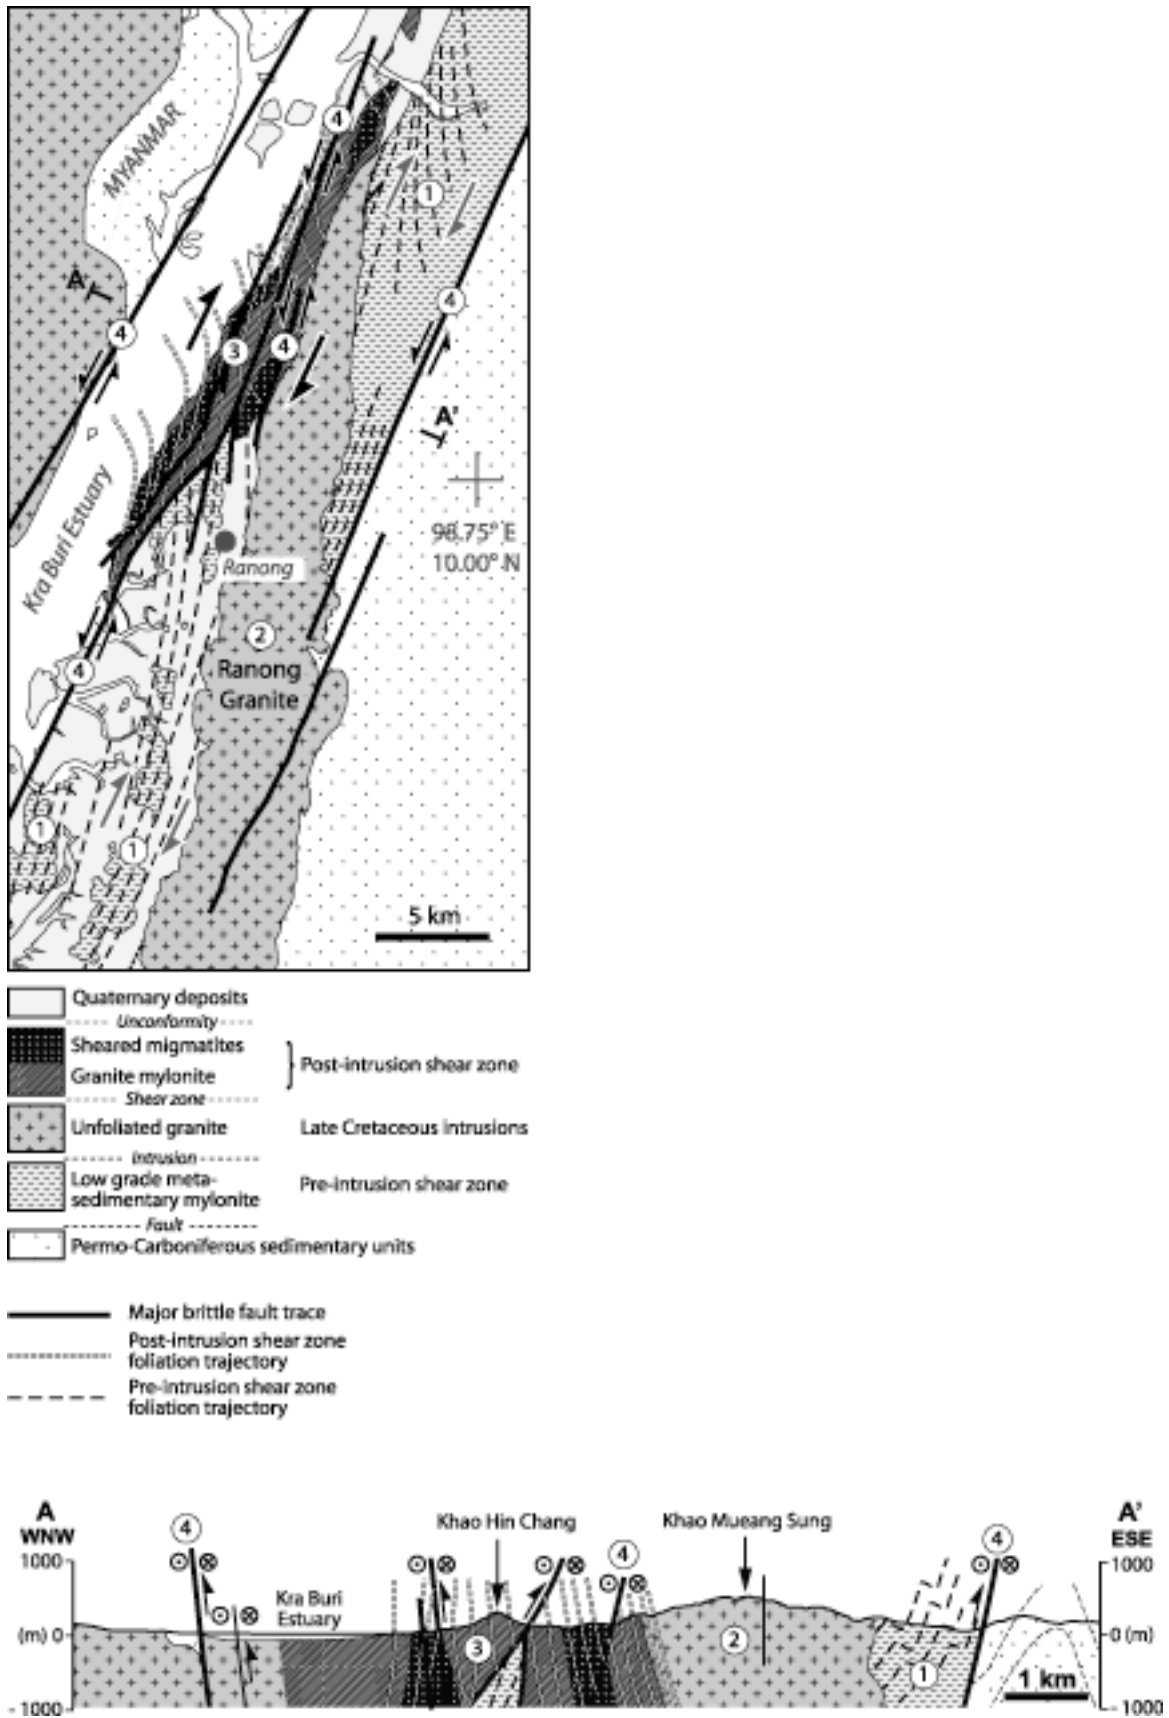 MYANMAR
4
1
A
4
4
3
4
A'
Kra Buri Estuary
98.75° E
10.00° N
Ranong
2
Ranong
Granite
4
1
1
5 km
Quaternary deposits
Unconformity
Sheared migmatites
Granite mylonite
Post-intrusion shear zone
Shear zone
Unfoliated granite
Late Cretaceous intrusions
Intrusion
Low grade meta-
sedimentary mylonite
Pre-intrusion shear zone
Fault
Permo-Carboniferous sedimentary units
Major brittle fault trace
Post-intrusion shear zone
foliation trajectory
Pre-intrusion shear zone
foliation trajectory
A
WNW
A'
ESE
4
Khao Hin Chang
Khao Mueang Sung
4
4
1000
1000
Kra Buri
Estuary
(m) 0
0 (m)
3
2
1
1 km
- 1000
- 1000